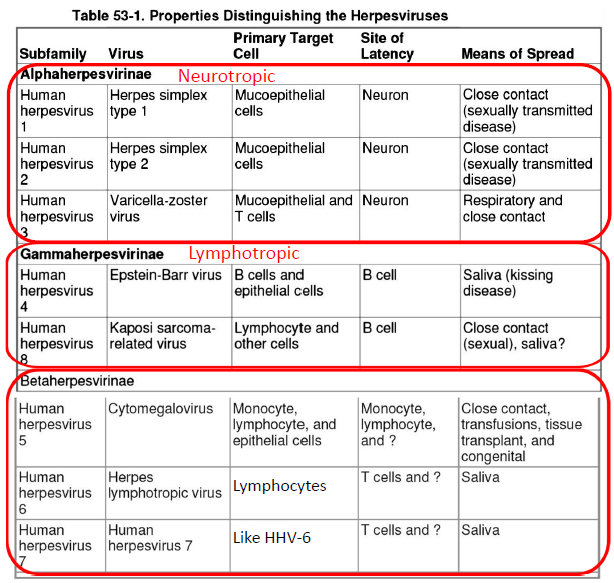 Table 53-1. Properties Distinguishing the Herpesviruses
Primary Target Site of
Subfamily Virus Cell Latency Means of Spread
Alphaherpesvirinae Neurotropic
Human Herpes simplex Mucoepithelial Neuron Close contact
herpesvirus type 1 cells (sexually transmitted
1 disease)
Human Herpes simplex Mucoepithelial Neuron Close contact
herpesvirus type 2 cells (sexually transmitted
2 disease)
Human Varicella-zoster Mucoepithelial and Neuron Respiratory and
herpesvirus virus T cells close contact
3
Gammaherpesvirinae Lymphotropic
Human Epstein-Barr virus B cells and B cell Saliva (kissing
herpesvirus epithelial cells disease)
4
Human Kaposi sarcoma- Lymphocyte and B cell Close contact
herpesvirus related virus other cells (sexual), saliva?
8
Betaherpesvirinae
Human Cytomegalovirus Monocyte, Monocyte, Close contact,
herpesvirus lymphocyte, and lymphocyte, transfusions, tissue
5 epithelial cells and ? transplant, and
congenital
Human Herpes Lymphocytes T cells and ? Saliva
herpesvirus lymphotropic virus
6
Human Human Like HHV-6 T cells and ? Saliva
herpesvirus herpesvirus 7
7